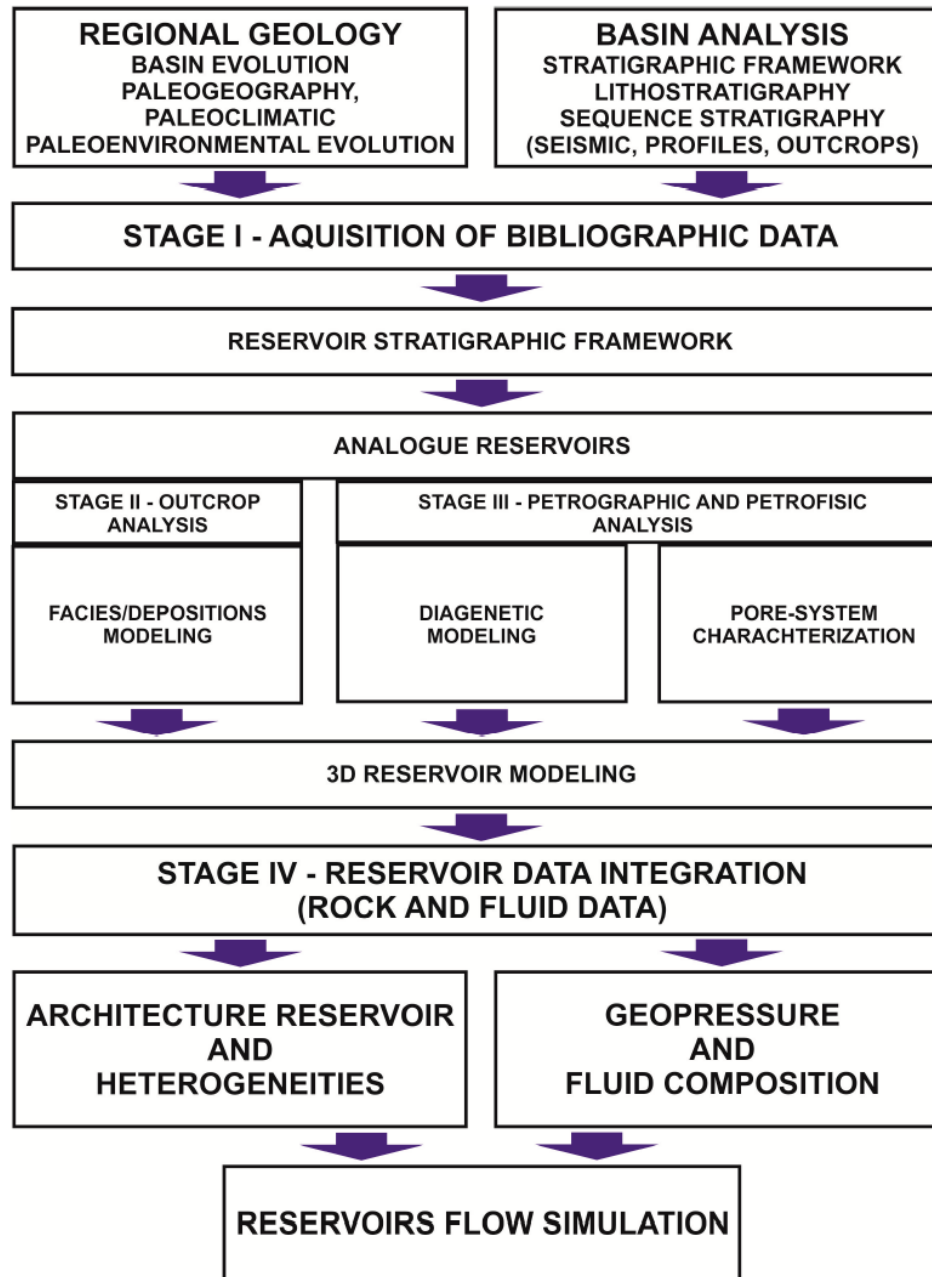 REGIONAL GEOLOGY
BASIN EVOLUTION
PALEOGEOGRAPHY,
PALEOCLIMATIC
PALEOENVIRONMENTAL EVOLUTION
BASIN ANALYSIS
STRATIGRAPHIC FRAMEWORK
LITHOSTRATIGRAPHY
SEQUENCE STRATIGRAPHY
(SEISMIC, PROFILES, OUTCROPS)
STAGE I - AQUISITION OF BIBLIOGRAPHIC DATA
RESERVOIR STRATIGRAPHIC FRAMEWORK
ANALOGUE RESERVOIRS
STAGE II - OUTCROP
ANALYSIS
STAGE III - PETROGRAPHIC AND PETROFISIC
ANALYSIS
FACIES/DEPOSITIONS
MODELING
DIAGENETIC
MODELING
PORE-SYSTEM
CHARACHTERIZATION
3D RESERVOIR MODELING
STAGE IV - RESERVOIR DATA INTEGRATION
(ROCK AND FLUID DATA)
ARCHITECTURE RESERVOIR
AND
HETEROGENEITIES
GEOPRESSURE
AND
FLUID COMPOSITION
RESERVOIRS FLOW SIMULATION